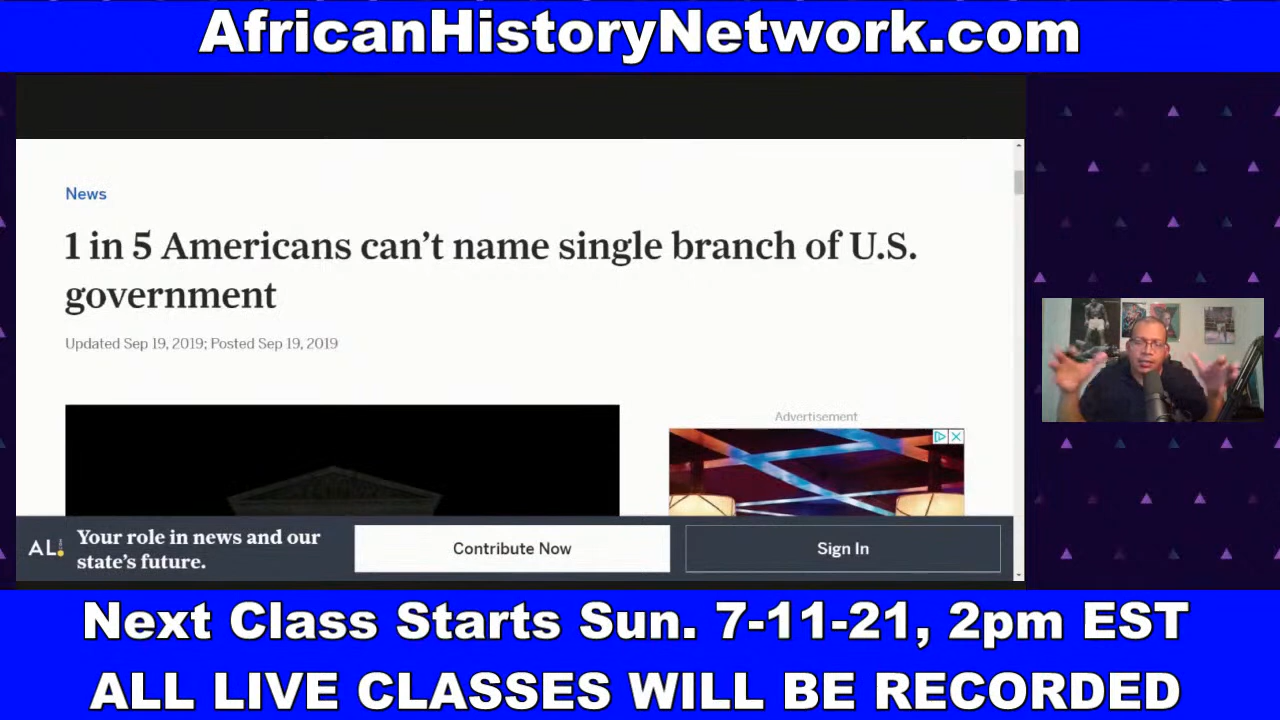 AfricanHistoryNetwork.com
News
1 in 5 Americans can't name single branch of U.S.
government
Updated Sep 19, 2019; Posted Sep 19, 2019
Advertisement
AL
Your role in news and our
state's future.
Contribute Now
Sign In
Next Class Starts Sun. 7-11-21, 2pm EST
ALL LIVE CLASSES WILL BE RECORDED